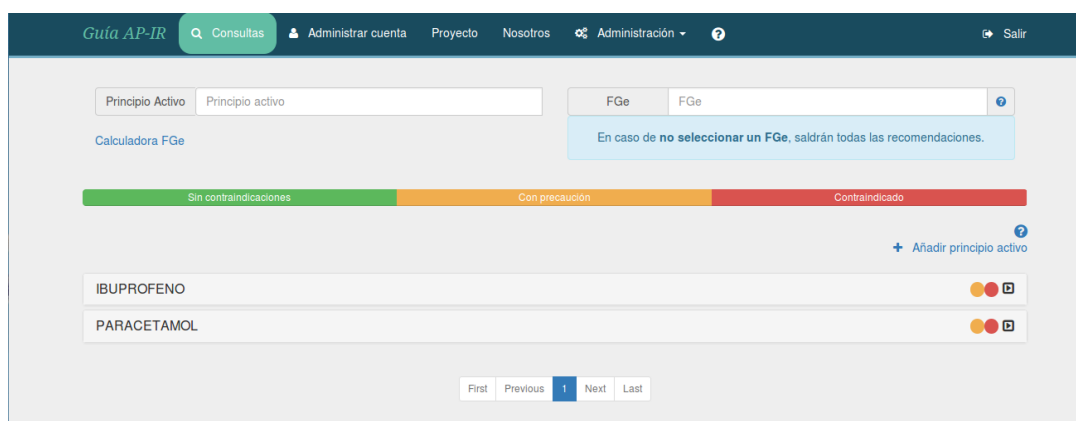 Guía AP-IR Consultas Administrar cuenta Proyecto Nosotros Administración Salir
Principio Activo Principio activo FGe FGe
Calculadora FGe
En caso de no seleccionar un FGe, saldrán todas las recomendaciones.
Sin contraindicaciones Con precaución Contraindicado
Añadir principio activo
IBUPROFENO
PARACETAMOL
First Previous 1 Next Last